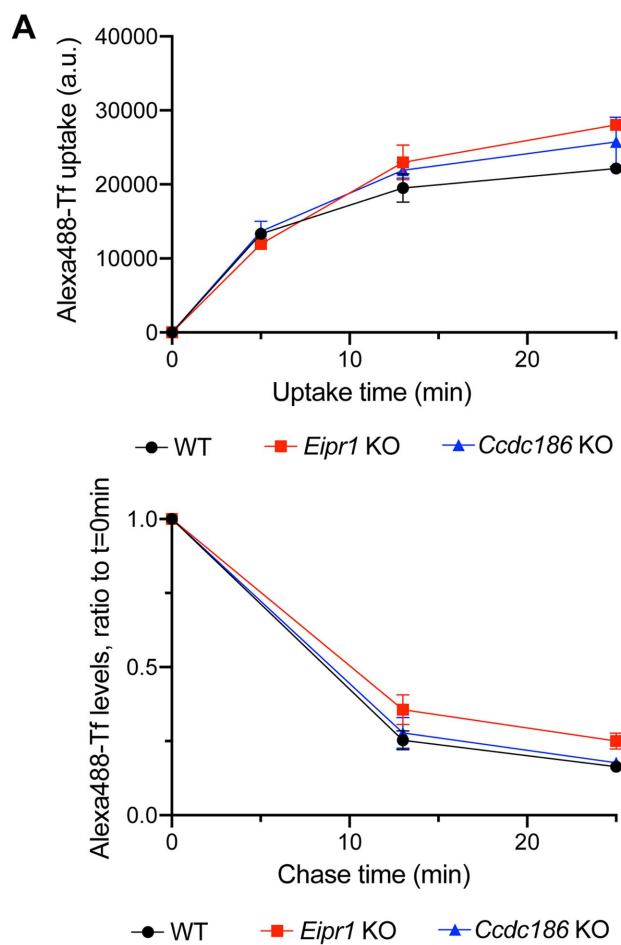 A
Alexa488-Tf uptake (a.u.)
40000
30000
20000
10000
0
0 10 20
Uptake time (min)
WT Eipr1 KO Ccdc186 KO
Alexa488-Tf levels, ratio to t=0min
1.0
0.5
0.0
0 10 20
Chase time (min)
WT Eipr1 KO Ccdc186 KO